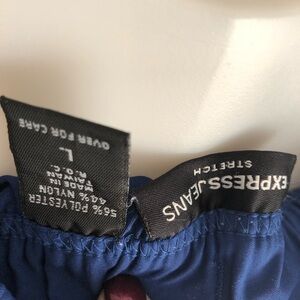 EXPRESS JEANS
STRETCH
56% POLYESTER
44% NYLON
MADE IN
TAIWAN
R.O.C.
L
OVER FOR CARE